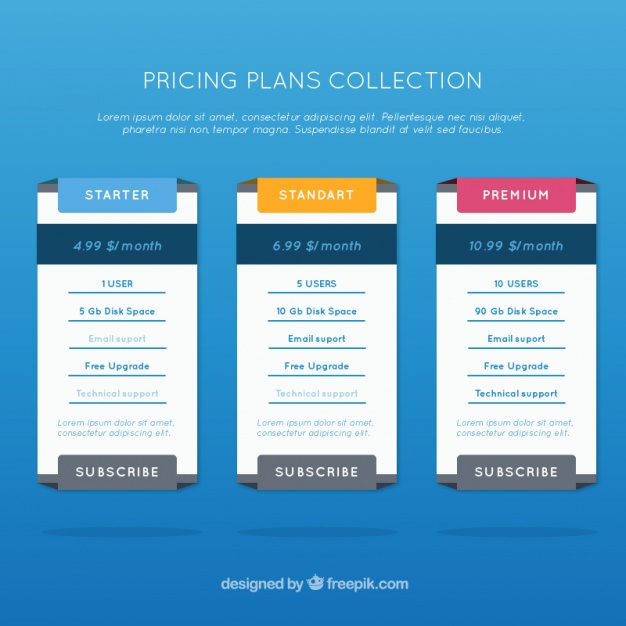 PRICING PLANS COLLECTION
Lorem ipsum dolor sit amet, consectetur adipiscing elit. Pellentesque nec nisi aliquet,
pharetra nisi non, tempor magna. Suspendisse blandit at velit sed faucibus.
STARTER
4.99 $/month
1 USER
5 Gb Disk Space
Email suport
Free Upgrade
Technical support
Lorem ipsum dolor sit amet,
consectetur adipiscing elit.
SUBSCRIBE
STANDART
6.99 $/month
5 USERS
10 Gb Disk Space
Email suport
Free Upgrade
Technical support
Lorem ipsum dolor sit amet,
consectetur adipiscing elit.
SUBSCRIBE
PREMIUM
10.99 $/month
10 USERS
90 Gb Disk Space
Email suport
Free Upgrade
Technical support
Lorem ipsum dolor sit amet,
consectetur adipiscing elit.
SUBSCRIBE
designed by freepik.com